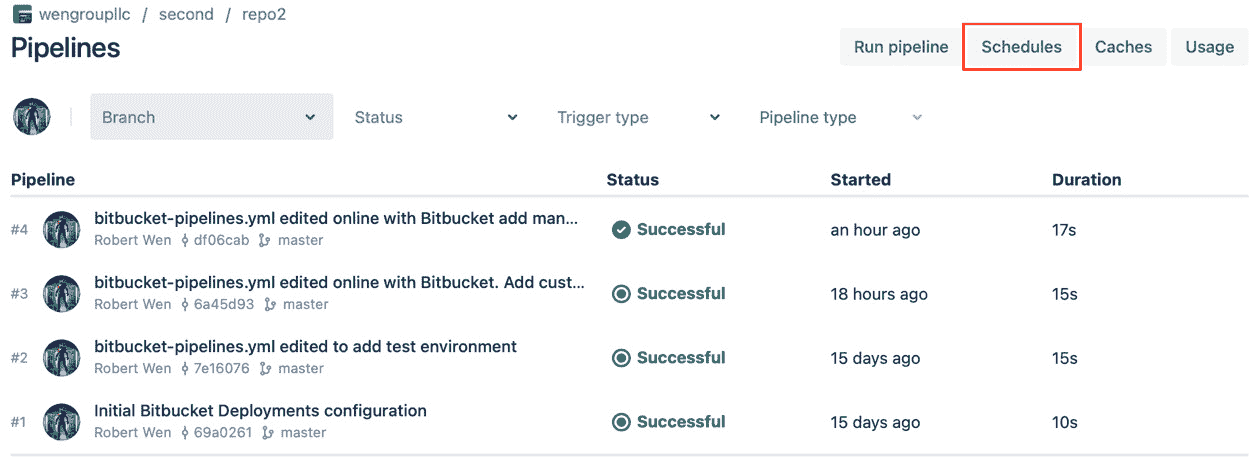 wengroupllc / second / repo2
Pipelines
Run pipeline Schedules Caches Usage
Branch Status Trigger type Pipeline type
Pipeline Status Started Duration
#4 bitbucket-pipelines.yml edited online with Bitbucket add man... Successful an hour ago 17s
Robert Wen df06cab master
#3 bitbucket-pipelines.yml edited online with Bitbucket. Add cust... Successful 18 hours ago 15s
Robert Wen 6a45d93 master
#2 bitbucket-pipelines.yml edited to add test environment Successful 15 days ago 15s
Robert Wen 7e16076 master
#1 Initial Bitbucket Deployments configuration Successful 15 days ago 10s
Robert Wen 69a0261 master